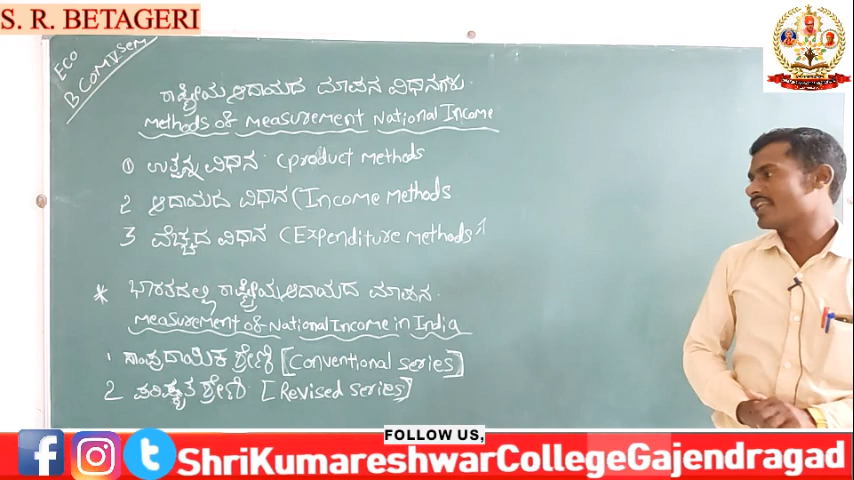 S. R. BETAGERI
ECO
B COM V SEM
ರಾಷ್ಟ್ರೀಯ ಆದಾಯದ ಮಾಪನ ವಿಧಾನಗಳು.
Methods of measurement National Income
① ಉತ್ಪನ್ನ ವಿಧಾನ. (product methods
2 ಆದಾಯದ ವಿಧಾನ (Income methods
3 ವೆಚ್ಚದ ವಿಧಾನ (Expenditure methods)
* ಭಾರತದಲ್ಲಿ ರಾಷ್ಟ್ರೀಯ ಆದಾಯದ ಮಾಪನ.
measurement of National Income in India
1 ಸಾಂಪ್ರದಾಯಿಕ ಶ್ರೇಣಿ [Conventional series]
2 ಪರಿಷ್ಕೃತ ಶ್ರೇಣಿ [Revised series]
FOLLOW US,
ShriKumareshwarCollegeGajendragad